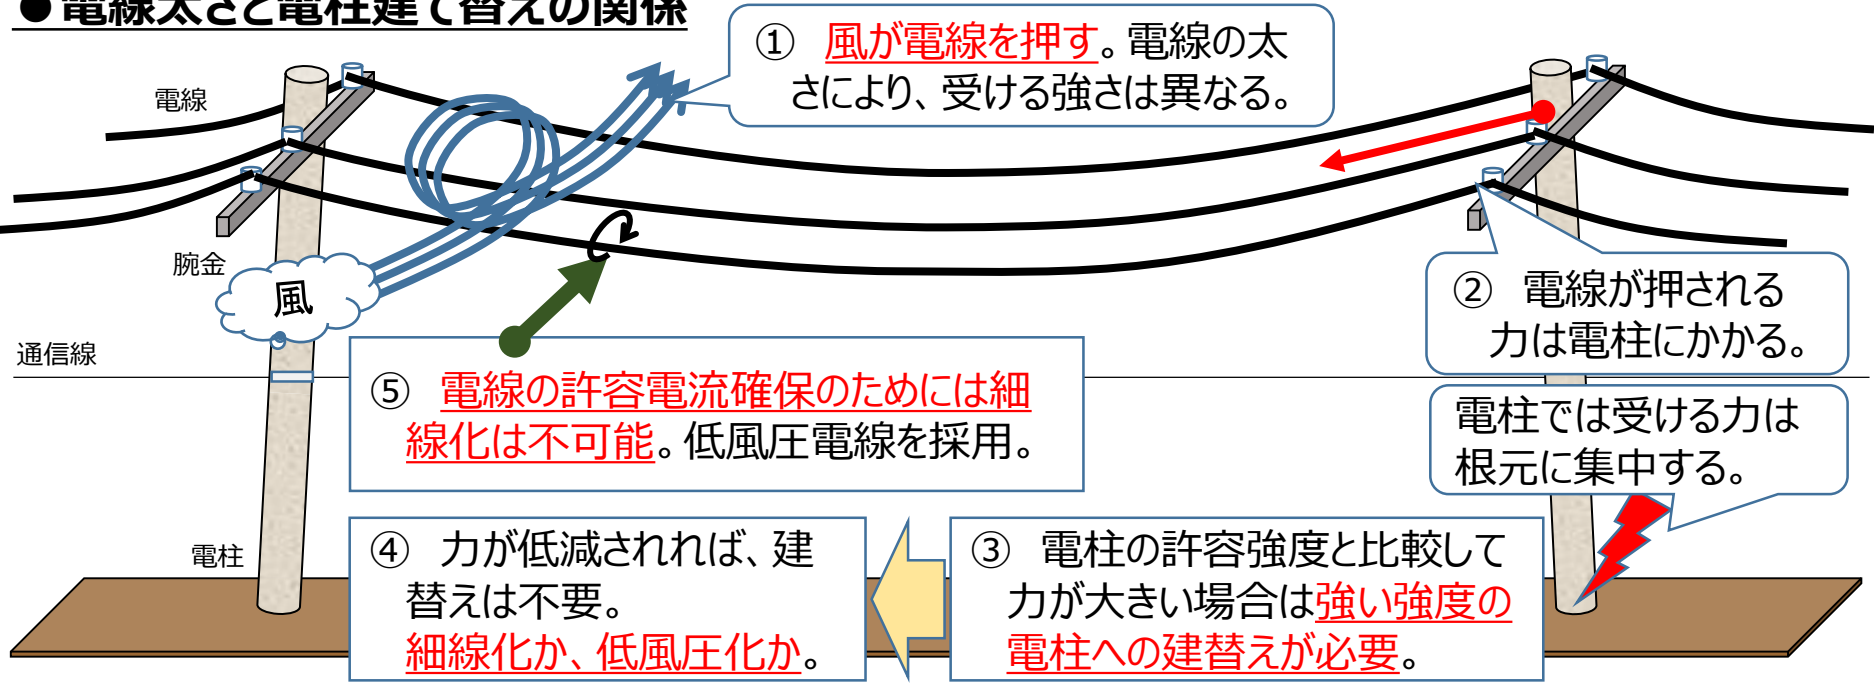 ●電線太さと電柱建て替えの関係
① 風が電線を押す。電線の太
さにより、受ける強さは異なる。
電線
腕金
風
② 電線が押される
力は電柱にかかる。
通信線
⑤ 電線の許容電流確保のためには細
線化は不可能。低風圧電線を採用。
電柱では受ける力は
根元に集中する。
電柱
④ 力が低減されれば、建
替えは不要。
細線化か、低風圧化か。
③ 電柱の許容強度と比較して
力が大きい場合は強い強度の
電柱への建替えが必要。